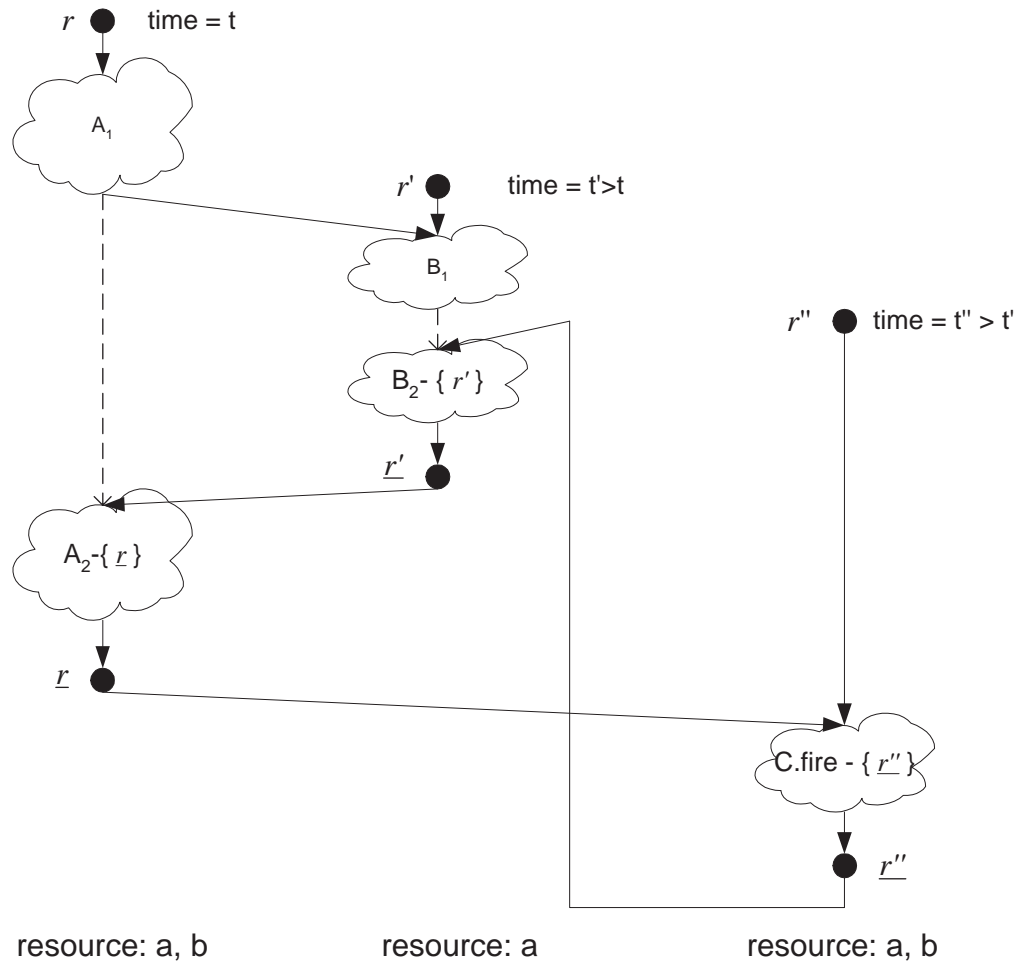 r time = t
A₁
r' time = t'>t
B₁
r'' time = t'' > t'
B₂- { r' }
r'
A₂-{ r }
r
C.fire - { r'' }
r''
resource: a, b resource: a resource: a, b